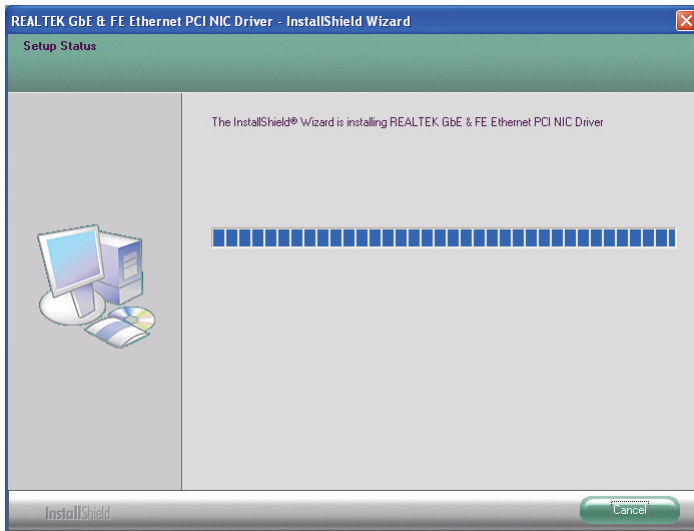 REALTEK GbE & FE Ethernet PCI NIC Driver - InstallShield Wizard
Setup Status
The InstallShield® Wizard is installing REALTEK GbE & FE Ethernet PCI NIC Driver
InstallShield
Cancel